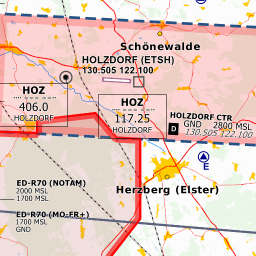 Schönewalde
HOLZDORF (ETSH)
130.505 122.100
HOZ
406.0
HOLZDORF
HOZ
117.25
HOLZDORF
HOLZDORF CTR
GND 2800 MSL
D 130.505 122.100
E
Herzberg (Elster)
ED-R70 (NOTAM)
2000 MSL
1700 MSL
ED-R70 (MO-FR+)
1700 MSL
GND